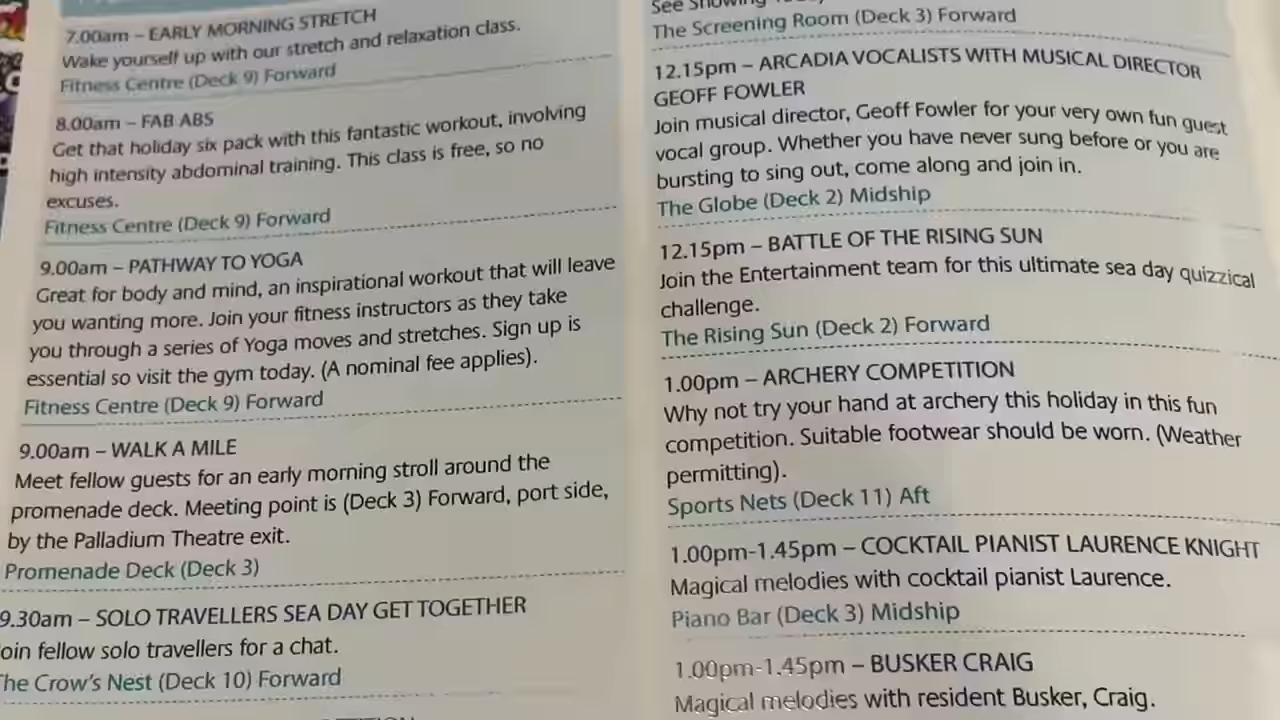 7.00am – EARLY MORNING STRETCH
Wake yourself up with our stretch and relaxation class.
Fitness Centre (Deck 9) Forward
8.00am – FAB ABS
Get that holiday six pack with this fantastic workout, involving
high intensity abdominal training. This class is free, so no
excuses.
Fitness Centre (Deck 9) Forward
9.00am – PATHWAY TO YOGA
Great for body and mind, an inspirational workout that will leave
you wanting more. Join your fitness instructors as they take
you through a series of Yoga moves and stretches. Sign up is
essential so visit the gym today. (A nominal fee applies).
Fitness Centre (Deck 9) Forward
9.00am – WALK A MILE
Meet fellow guests for an early morning stroll around the
promenade deck. Meeting point is (Deck 3) Forward, port side,
by the Palladium Theatre exit.
Promenade Deck (Deck 3)
9.30am – SOLO TRAVELLERS SEA DAY GET TOGETHER
oin fellow solo travellers for a chat.
he Crow's Nest (Deck 10) Forward
See Showing
The Screening Room (Deck 3) Forward
12.15pm – ARCADIA VOCALISTS WITH MUSICAL DIRECTOR
GEOFF FOWLER
Join musical director, Geoff Fowler for your very own fun guest
vocal group. Whether you have never sung before or you are
bursting to sing out, come along and join in.
The Globe (Deck 2) Midship
12.15pm – BATTLE OF THE RISING SUN
Join the Entertainment team for this ultimate sea day quizzical
challenge.
The Rising Sun (Deck 2) Forward
1.00pm – ARCHERY COMPETITION
Why not try your hand at archery this holiday in this fun
competition. Suitable footwear should be worn. (Weather
permitting).
Sports Nets (Deck 11) Aft
1.00pm-1.45pm – COCKTAIL PIANIST LAURENCE KNIGHT
Magical melodies with cocktail pianist Laurence.
Piano Bar (Deck 3) Midship
1.00pm-1.45pm – BUSKER CRAIG
Magical melodies with resident Busker, Craig.